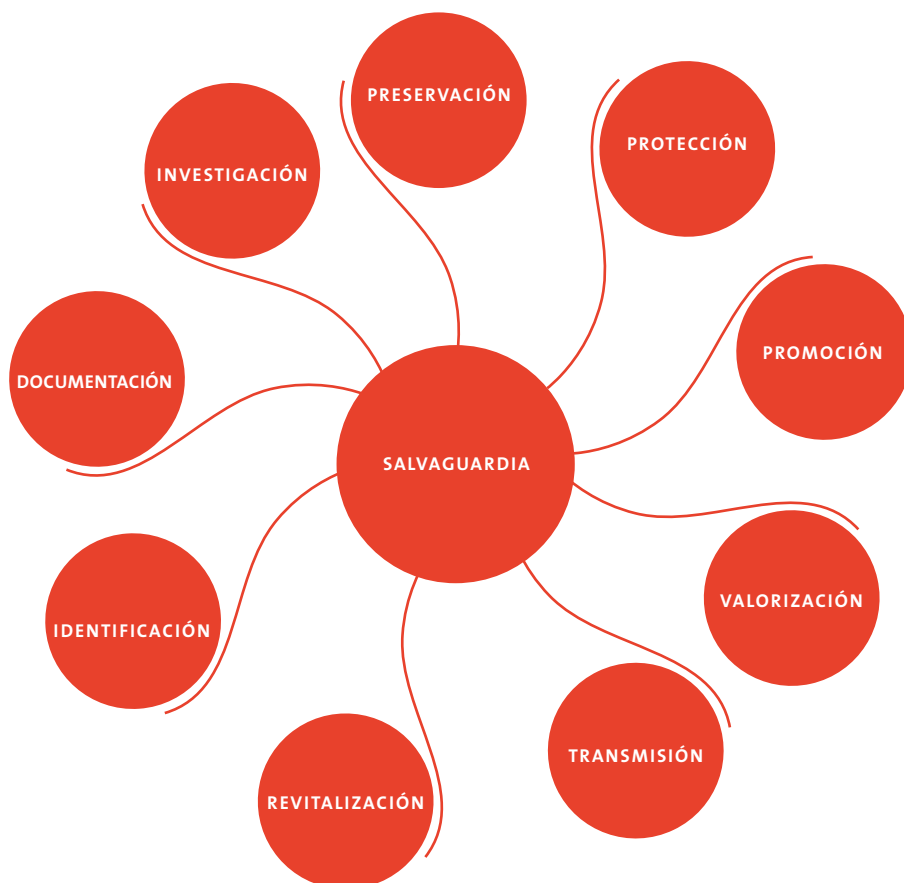 PRESERVACIÓN
PROTECCIÓN
INVESTIGACIÓN
PROMOCIÓN
DOCUMENTACIÓN
SALVAGUARDIA
VALORIZACIÓN
IDENTIFICACIÓN
TRANSMISIÓN
REVITALIZACIÓN